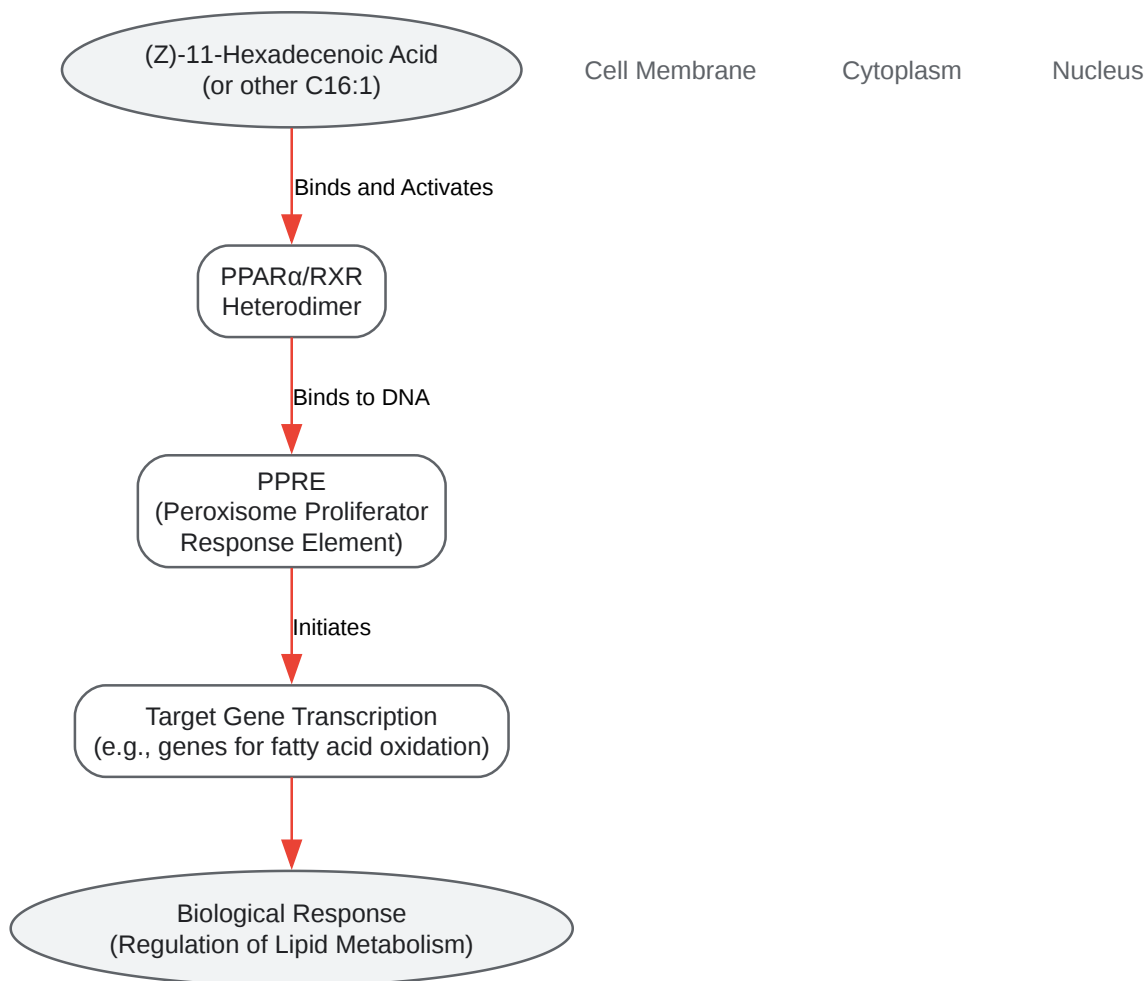 (Z)-11-Hexadecenoic Acid
(or other C16:1)
Cell Membrane
Cytoplasm
Nucleus
Binds and Activates
PPARα/RXR
Heterodimer
Binds to DNA
PPRE
(Peroxisome Proliferator
Response Element)
Initiates
Target Gene Transcription
(e.g., genes for fatty acid oxidation)
Biological Response
(Regulation of Lipid Metabolism)